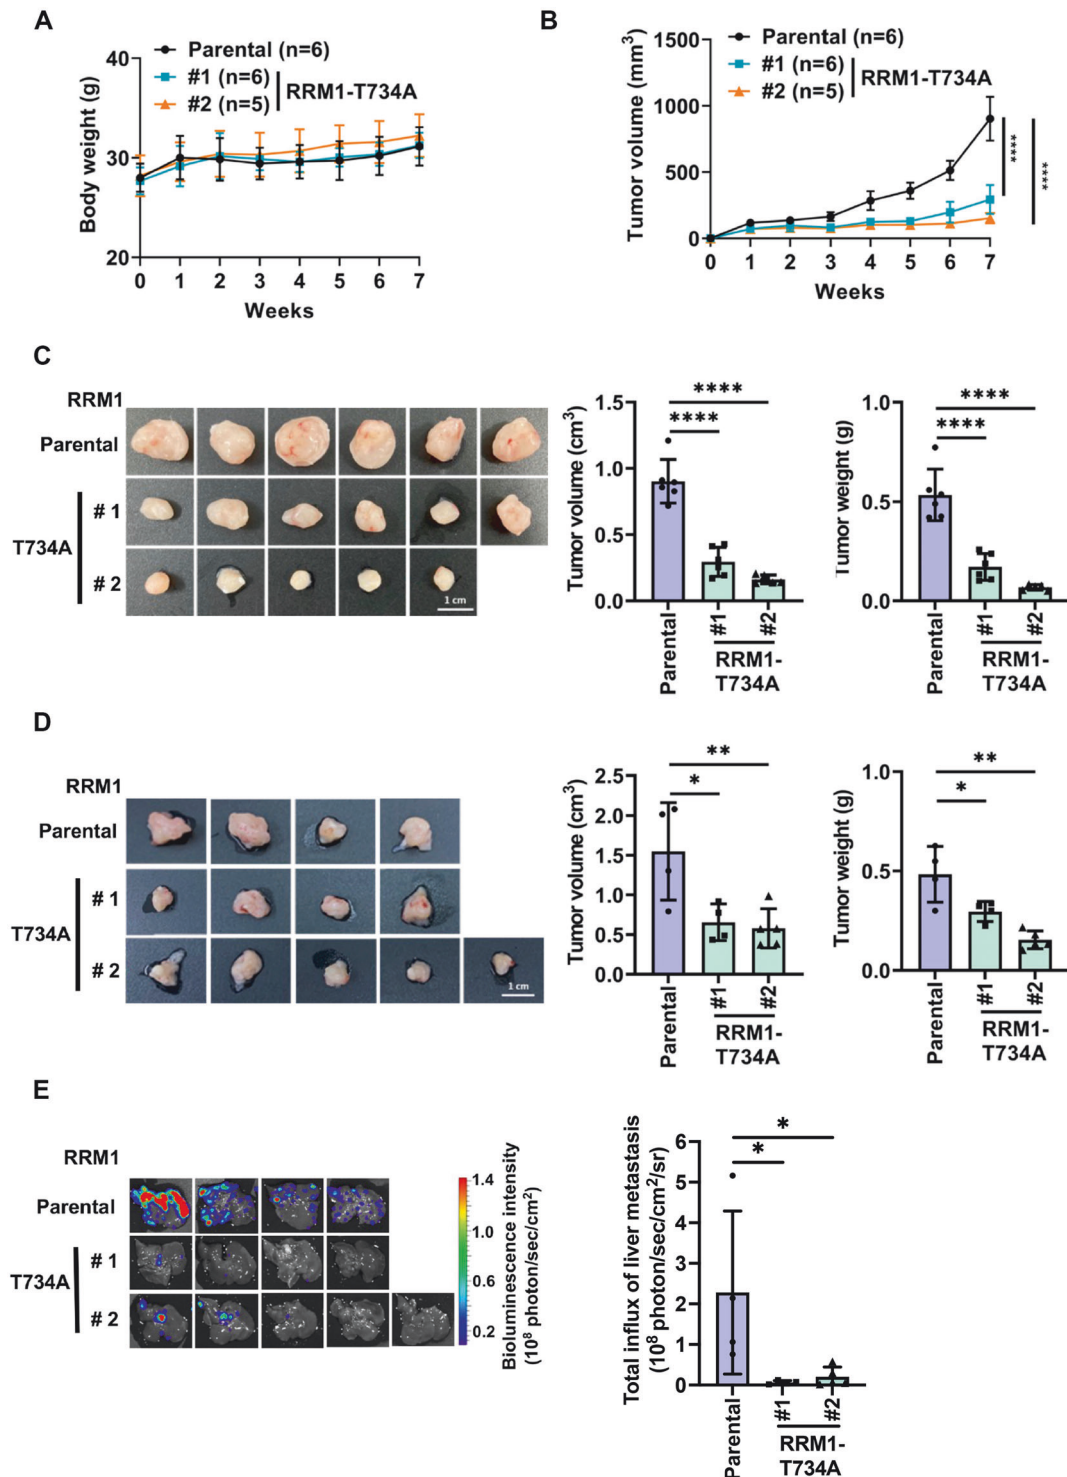 A
Parental (n=6)
#1 (n=6)
#2 (n=5)
RRM1-T734A
Body weight (g)
40
30
20
0 1 2 3 4 5 6 7
Weeks
B
Parental (n=6)
#1 (n=6)
#2 (n=5)
RRM1-T734A
Tumor volume (mm³)
1500
1000
500
0
0 1 2 3 4 5 6 7
Weeks
****
****
C
RRM1
Parental
T734A
# 1
# 2
1 cm
Tumor volume (cm³)
1.5
1.0
0.5
0.0
****
****
Parental
#1
#2
RRM1-
T734A
Tumor weight (g)
1.0
0.5
0.0
****
****
Parental
#1
#2
RRM1-
T734A
D
RRM1
Parental
T734A
# 1
# 2
1 cm
Tumor volume (cm³)
2.5
2.0
1.5
1.0
0.5
0.0
**
*
Parental
#1
#2
RRM1-
T734A
Tumor weight (g)
1.0
0.5
0.0
**
*
Parental
#1
#2
RRM1-
T734A
E
RRM1
Parental
T734A
# 1
# 2
1.4
1.0
0.6
0.2
Bioluminescence intensity
(10⁸ photon/sec/cm²)
Total influx of liver metastasis
(10⁸ photon/sec/cm²/sr)
6
5
4
3
2
1
0
*
*
Parental
#1
#2
RRM1-
T734A